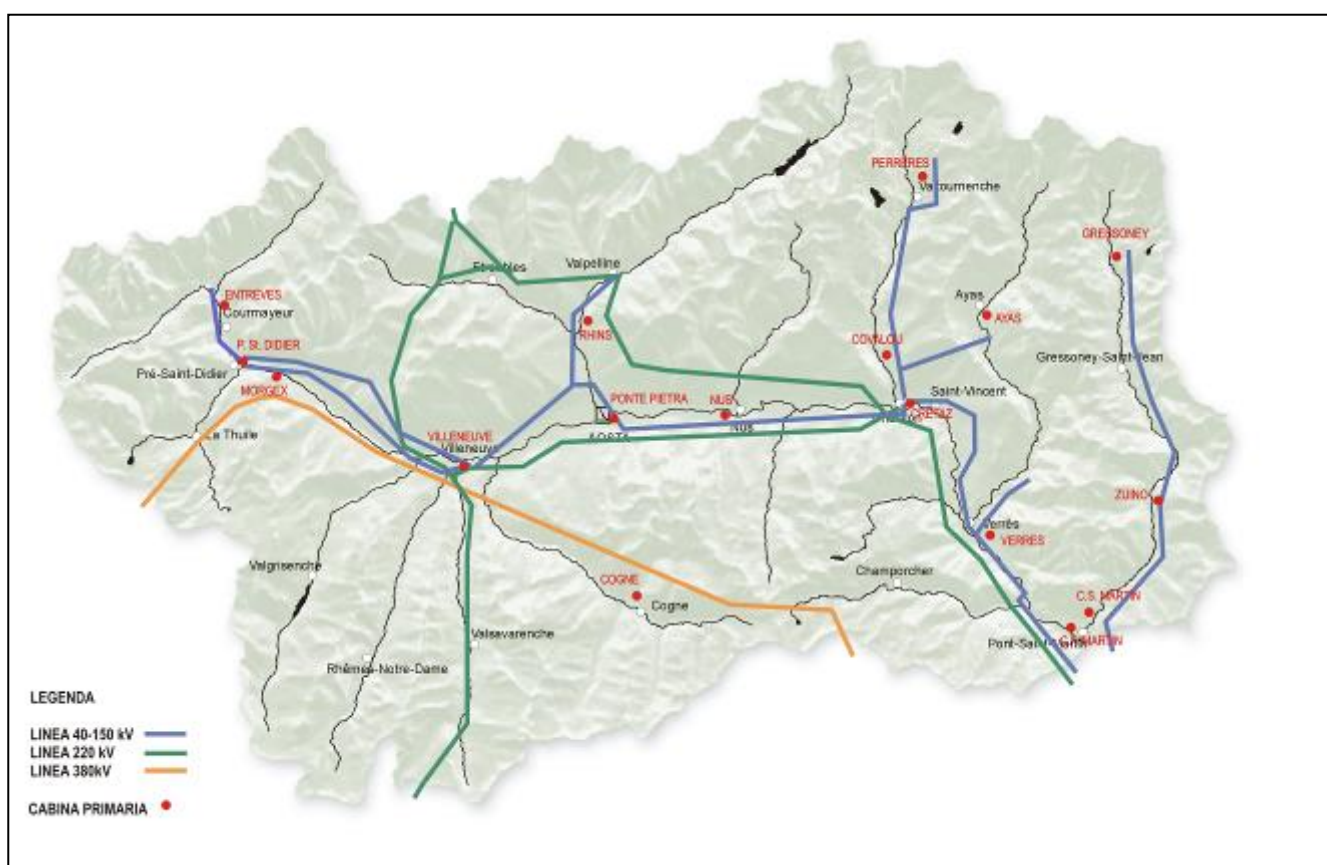 PERRERES
Valtournenche
GRESSONEY
Etroubles
Valpelline
ENTREVES
Courmayeur
Ayas
AYAS
RHINS
P. St. DIDIER
Pré-Saint-Didier
MORGEX
COVALOU
Gressoney-Saint-Jean
Saint-Vincent
PONTE PIETRA
NUS
Nus
AOSTA
La Thuile
VILLENEUVE
Villeneuve
ZUINO
Verrès
VERRES
Valgrisenche
COGNE
Cogne
Champorcher
C.S. MARTIN
Valsavarenche
Rhêmes-Notre-Dame
LEGENDA
LINEA 40-150 kV
LINEA 220 kV
LINEA 380kV
CABINA PRIMARIA